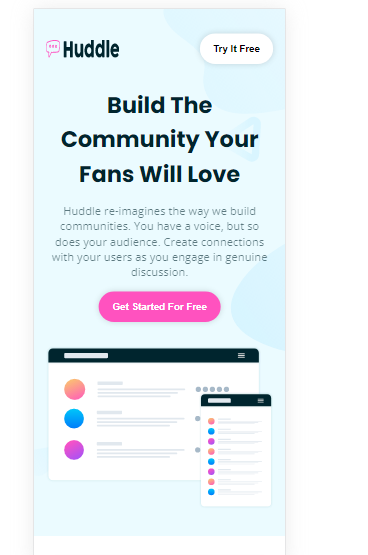 Huddle
Try It Free
Build The
Community Your
Fans Will Love
Huddle re-imagines the way we build
communities. You have a voice, but so
does your audience. Create connections
with your users as you engage in genuine
discussion.
Get Started For Free